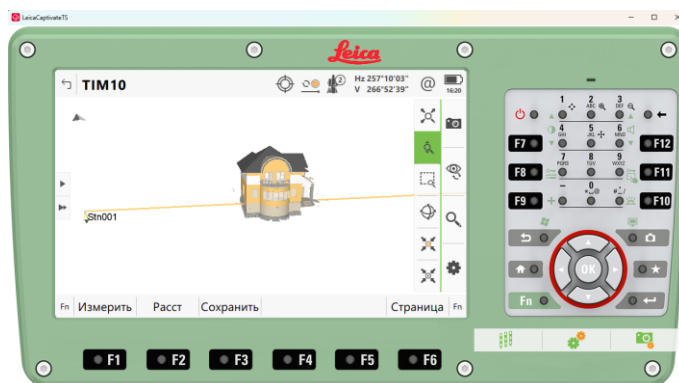 LeicaCaptivateTS
Leica
TIM10
2
Hz 257°10'03"
V 266°52'39"
@
16:20
Stn001
Fn Измерить Расст Сохранить Страница Fn
F1 F2 F3 F4 F5 F6
1 2 3
ABC DEF
4 5 6
GHI JKL MNO
F7 F12
7 8 9
PQRS TUV WXYZ
F8 F11
0
F9 F10
OK
Fn